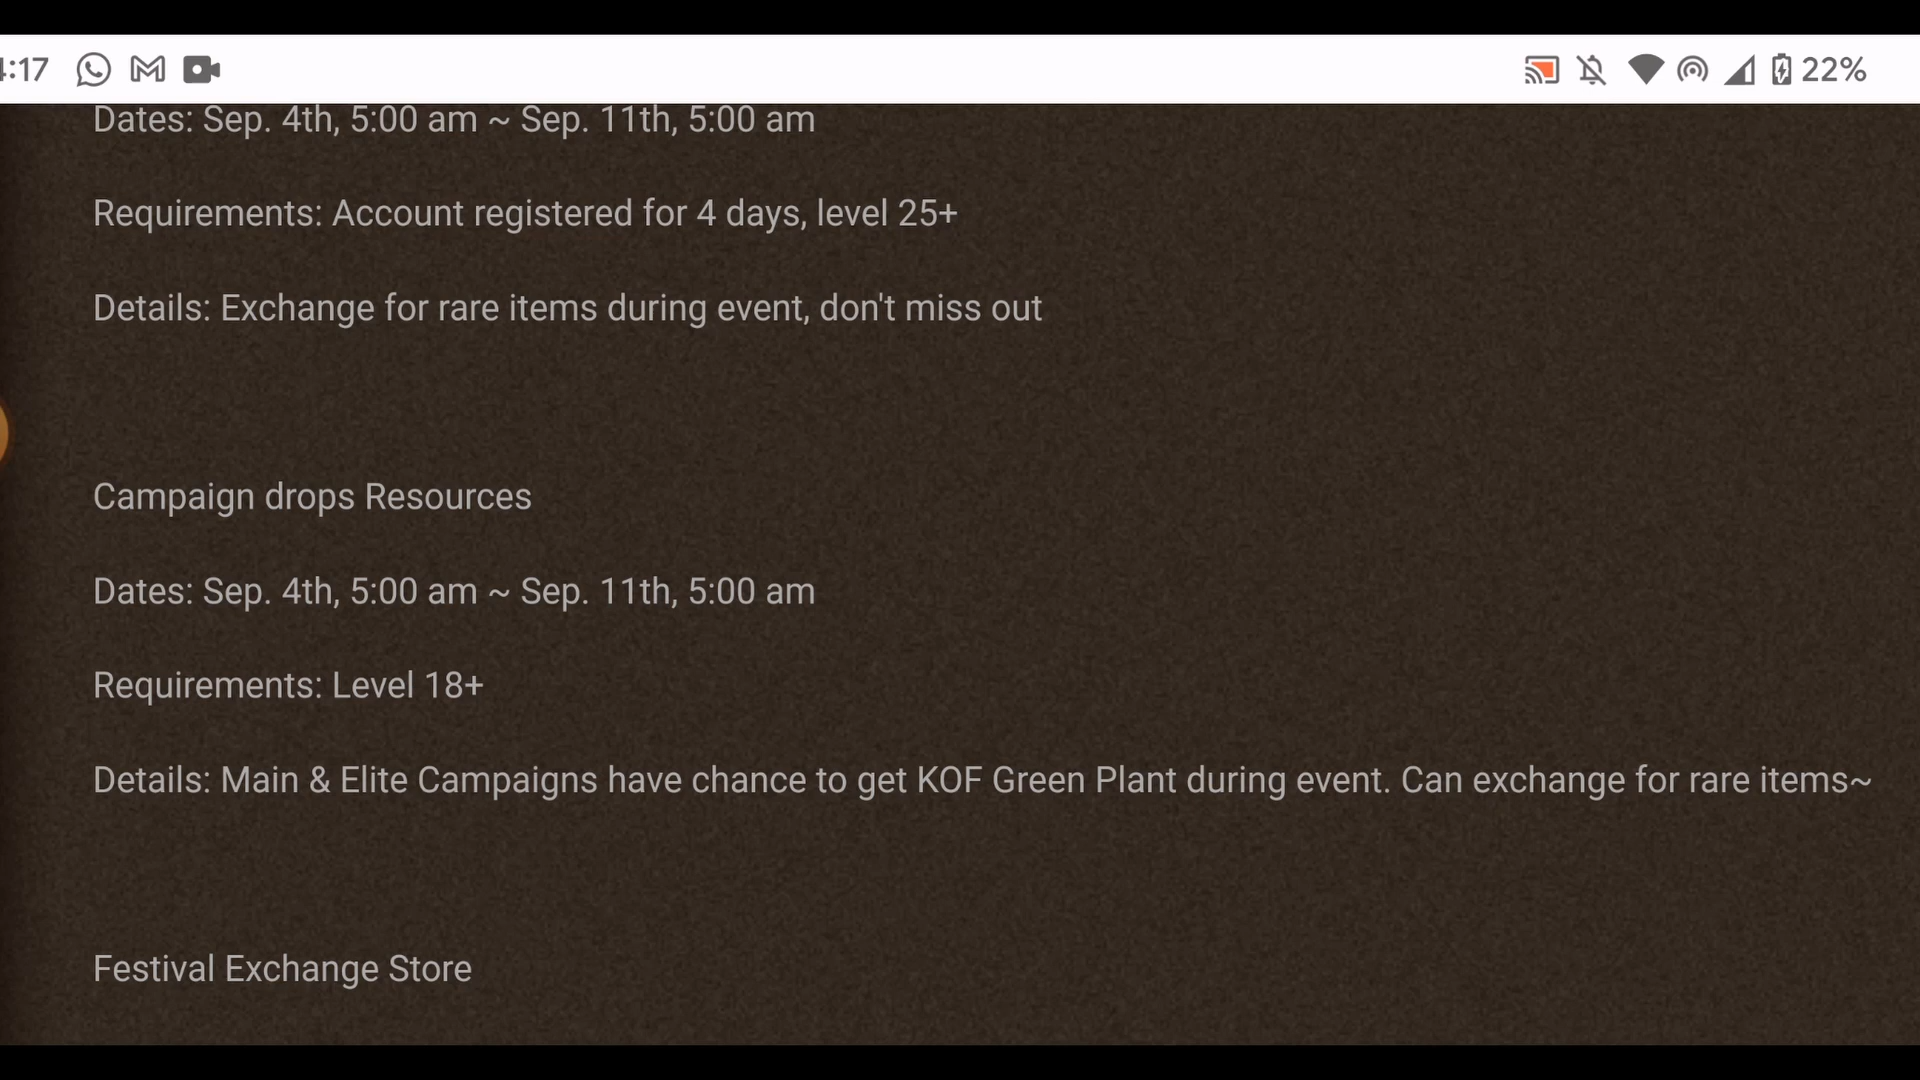 4:17 22%
Dates: Sep. 4th, 5:00 am ~ Sep. 11th, 5:00 am
Requirements: Account registered for 4 days, level 25+
Details: Exchange for rare items during event, don't miss out
Campaign drops Resources
Dates: Sep. 4th, 5:00 am ~ Sep. 11th, 5:00 am
Requirements: Level 18+
Details: Main & Elite Campaigns have chance to get KOF Green Plant during event. Can exchange for rare items~
Festival Exchange Store